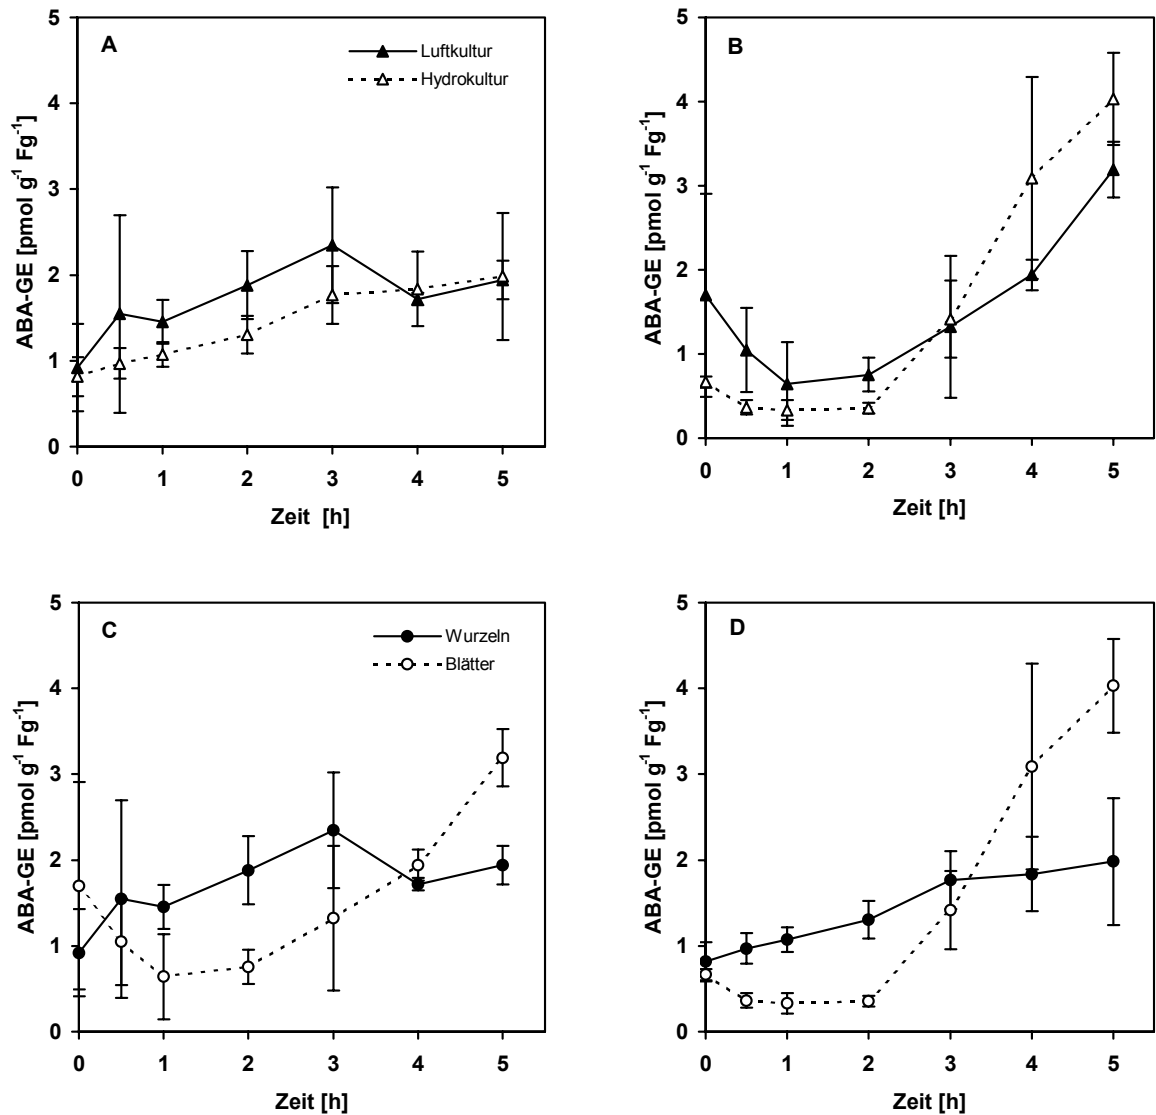 A
Luftkultur
Hydrokultur
ABA-GE [pmol g-1 Fg-1]
5
4
3
2
1
0
0 1 2 3 4 5
Zeit [h]
B
ABA-GE [pmol g-1 Fg-1]
5
4
3
2
1
0
0 1 2 3 4 5
Zeit [h]
C
Wurzeln
Blätter
ABA-GE [pmol g-1 Fg-1]
5
4
3
2
1
0
0 1 2 3 4 5
Zeit [h]
D
ABA-GE [pmol g-1 Fg-1]
5
4
3
2
1
0
0 1 2 3 4 5
Zeit [h]